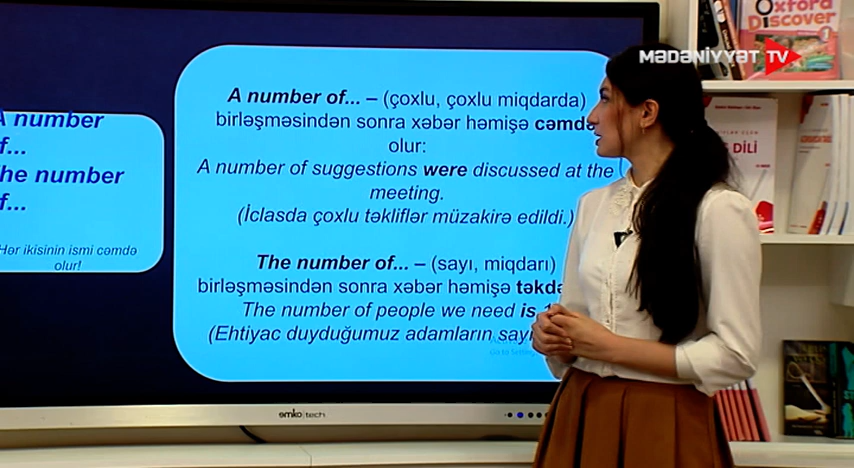 Oxford
Discover
MƏDƏNİYYƏT TV
A number
of...
The number
of...
Hər ikisinin ismi cəmdə
olur!
A number of... – (çoxlu, çoxlu miqdarda)
birləşməsindən sonra xəbər həmişə cəmdə
olur:
A number of suggestions were discussed at the
meeting.
(İclasda çoxlu təkliflər müzakirə edildi.)
The number of... – (sayı, miqdarı)
birləşməsindən sonra xəbər həmişə
The number of people we need is
(Ehtiyac duyduğumuz adamların
Go to
DİLİ
emko tech